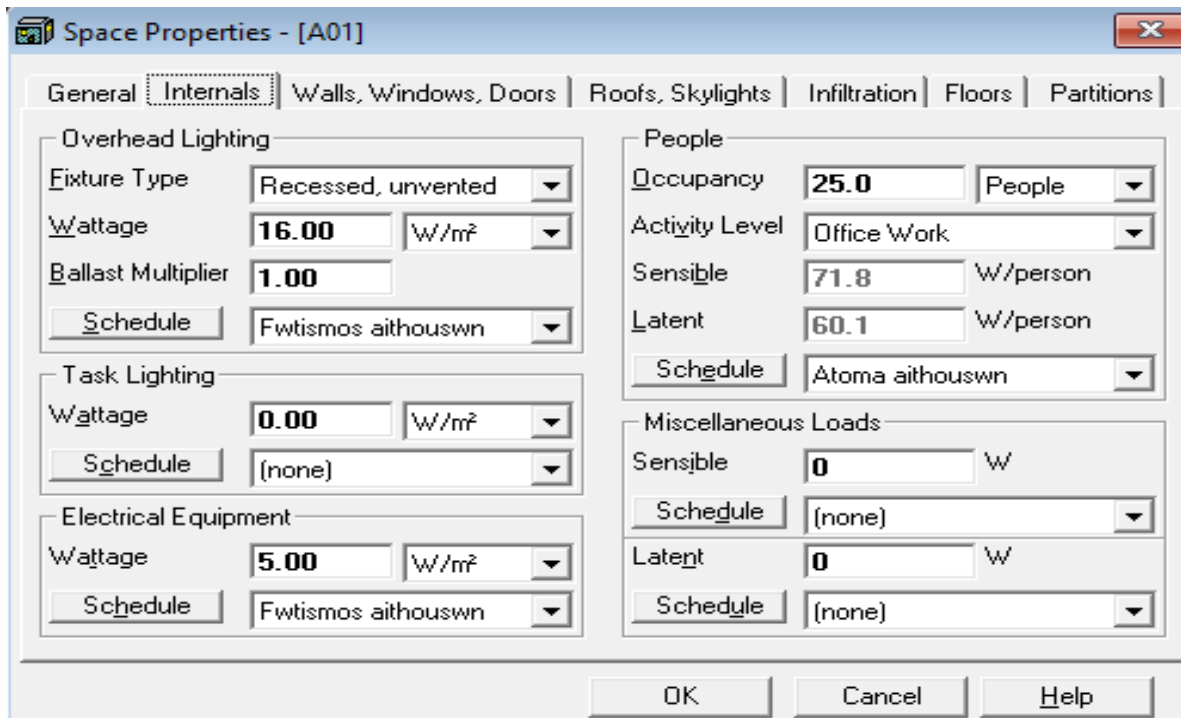 Space Properties - [A01]
General Internals Walls, Windows, Doors Roofs, Skylights Infiltration Floors Partitions
Overhead Lighting
Fixture Type Recessed, unvented
Wattage 16.00 W/m²
Ballast Multiplier 1.00
Schedule Fwtismos aithouswn
Task Lighting
Wattage 0.00 W/m²
Schedule (none)
Electrical Equipment
Wattage 5.00 W/m²
Schedule Fwtismos aithouswn
People
Occupancy 25.0 People
Activity Level Office Work
Sensible 71.8 W/person
Latent 60.1 W/person
Schedule Atoma aithouswn
Miscellaneous Loads
Sensible 0 W
Schedule (none)
Latent 0 W
Schedule (none)
OK Cancel Help